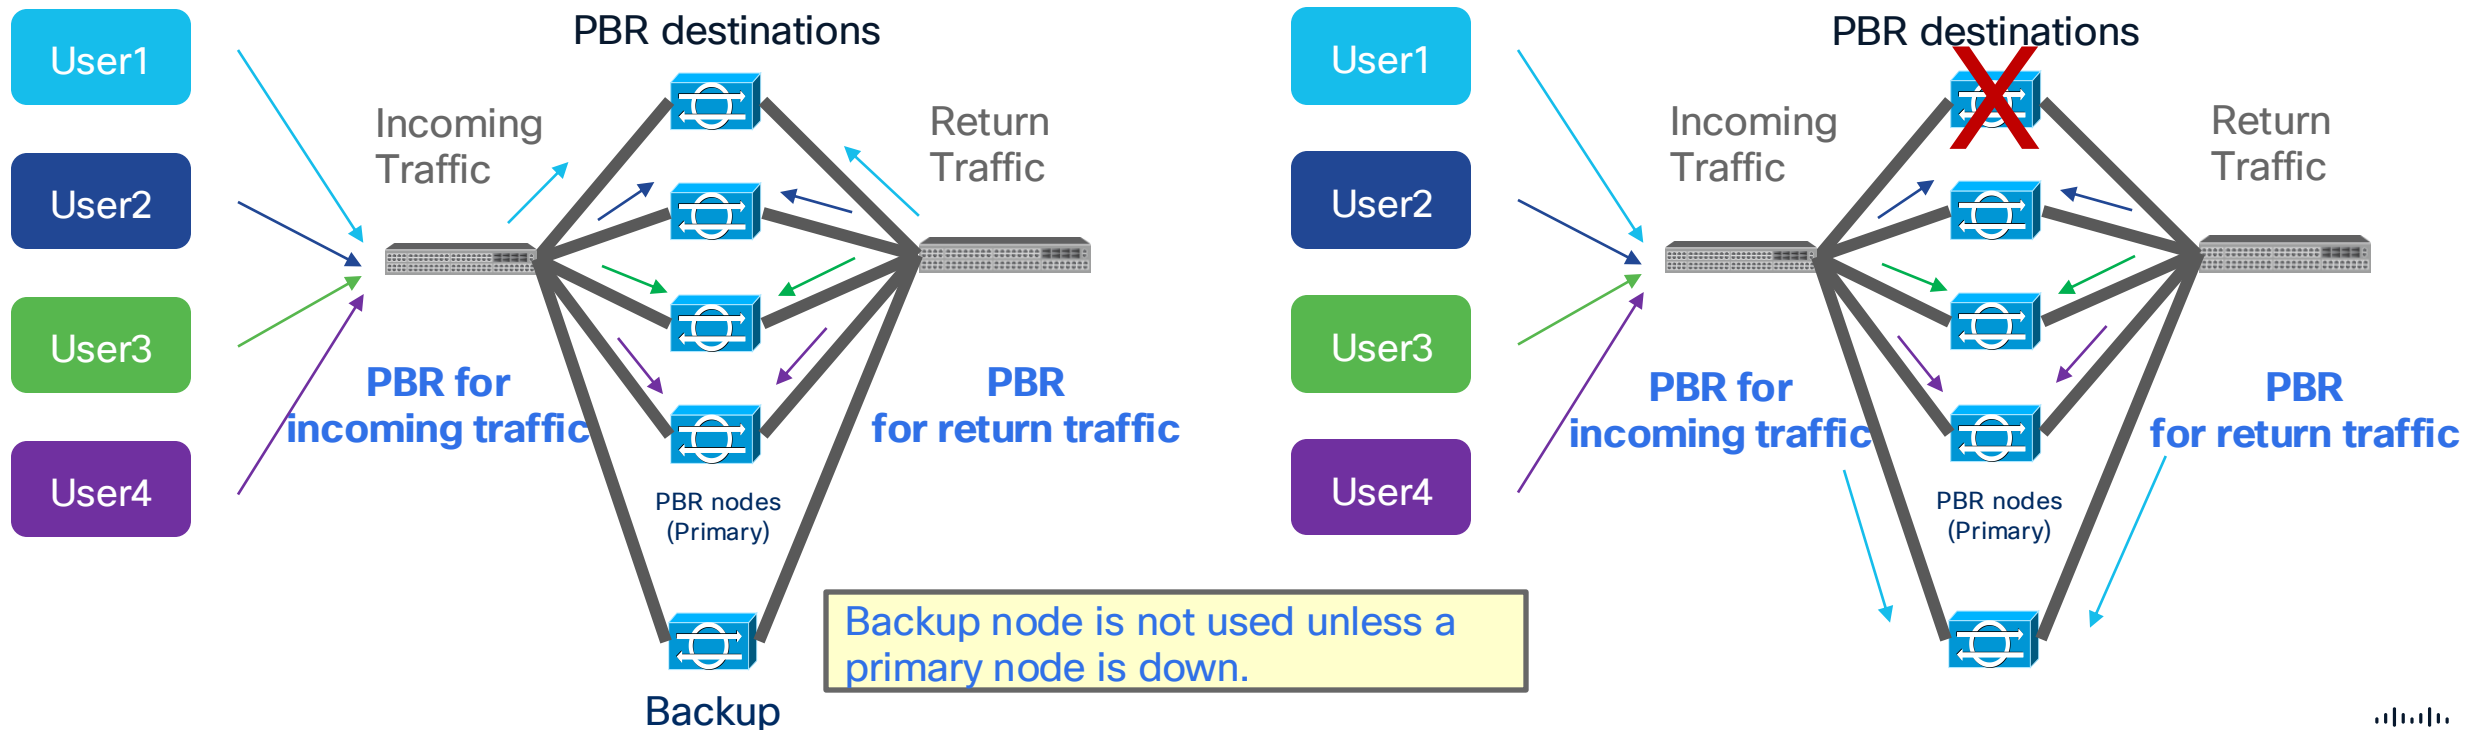 PBR destinations
User1
Incoming
Traffic
Return
Traffic
User2
User3
PBR for
incoming traffic
PBR
for return traffic
User4
PBR nodes
(Primary)
Backup
Backup node is not used unless a
primary node is down.
PBR destinations
User1
Incoming
Traffic
Return
Traffic
User2
User3
PBR for
incoming traffic
PBR
for return traffic
User4
PBR nodes
(Primary)